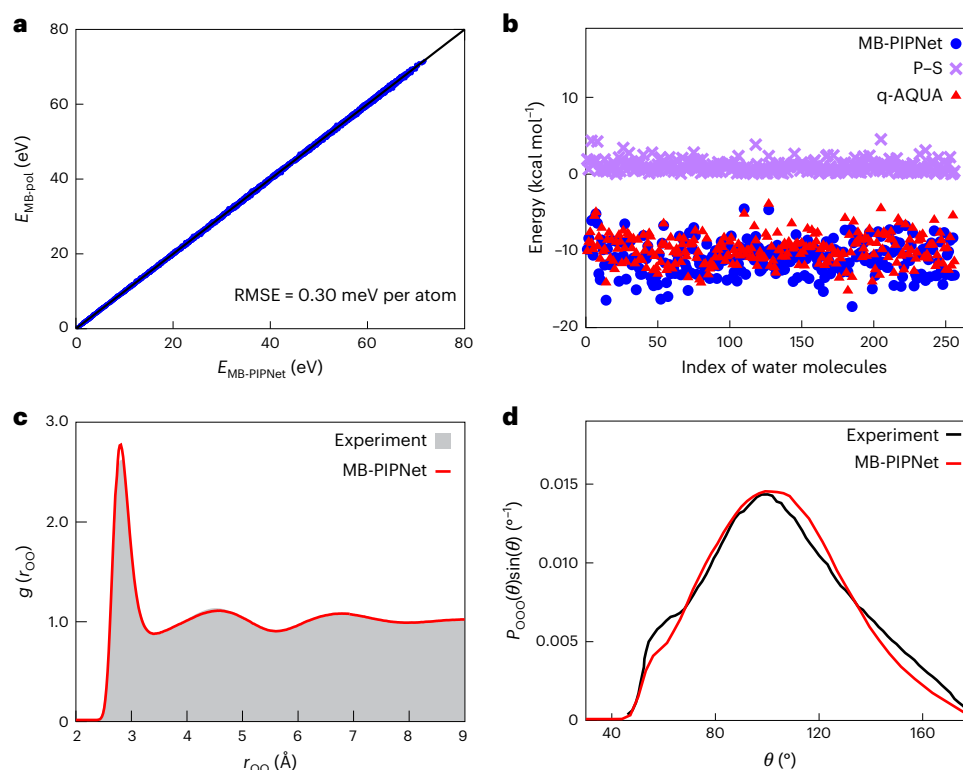 a
80
60
40
20
0
E_MB-pol (eV)
RMSE = 0.30 meV per atom
0 20 40 60 80
E_MB-PIPNet (eV)
b
MB-PIPNet
P–S
q-AQUA
10
0
–10
–20
Energy (kcal mol⁻¹)
0 50 100 150 200 250
Index of water molecules
c
3.0
2.0
1.0
0
g (r_OO)
Experiment
MB-PIPNet
2 3 4 5 6 7 8 9
r_OO (Å)
d
Experiment
MB-PIPNet
0.015
0.010
0.005
0
P_OOO(θ)sin(θ) (°⁻¹)
40 80 120 160
θ (°)